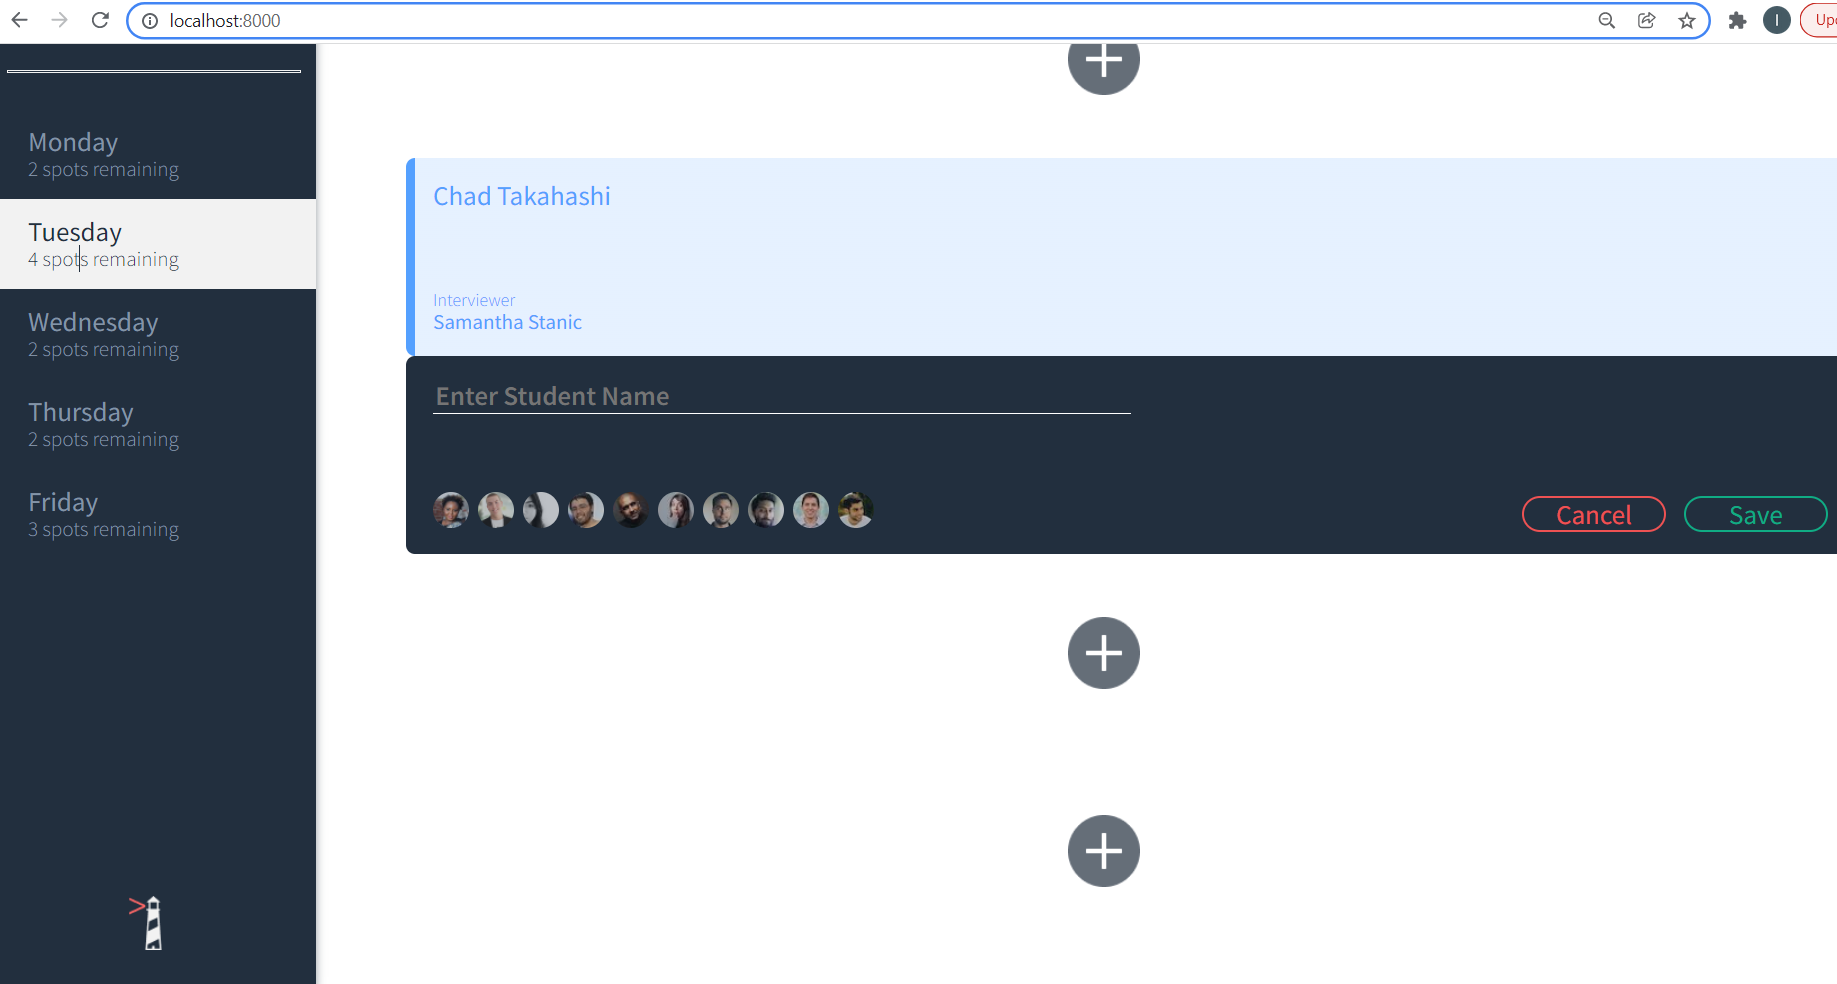 localhost:8000
I
Upd
Monday
2 spots remaining
Tuesday
4 spots remaining
Wednesday
2 spots remaining
Thursday
2 spots remaining
Friday
3 spots remaining
Chad Takahashi
Interviewer
Samantha Stanic
Enter Student Name
Cancel
Save